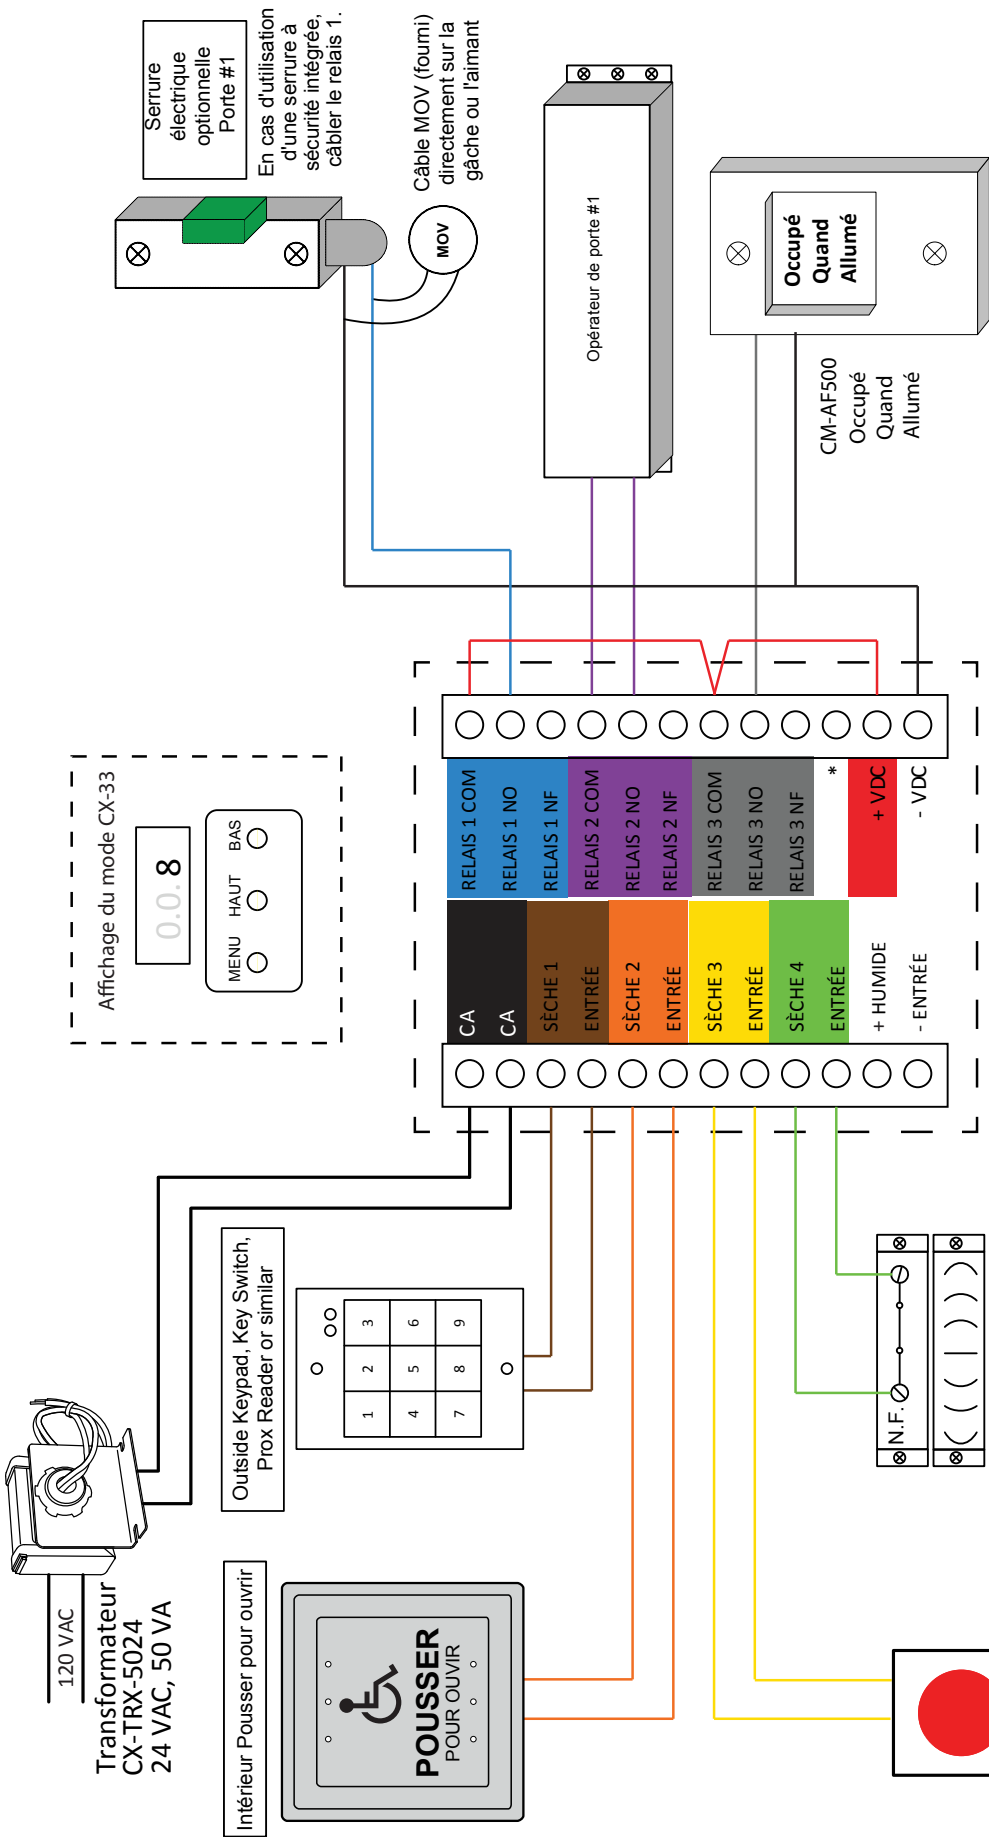 120 VAC
Transformateur
CX-TRX-5024
24 VAC, 50 VA
Affichage du mode CX-33
0.0.8
MENU HAUT BAS
Serrure
électrique
optionnelle
Porte #1
En cas d'utilisation
d'une serrure à
sécurité intégrée,
câbler le relais 1.
MOV
Câble MOV (fourni)
directement sur la
gâche ou l'aimant
Intérieur Pousser pour ouvrir
POUSSER
POUR OUVIR
Outside Keypad, Key Switch,
Prox Reader or similar
1 2 3
4 5 6
7 8 9
CA
CA
SÈCHE 1
ENTRÉE
SÈCHE 2
ENTRÉE
SÈCHE 3
ENTRÉE
SÈCHE 4
ENTRÉE
+ HUMIDE
- ENTRÉE
RELAIS 1 COM
RELAIS 1 NO
RELAIS 1 NF
RELAIS 2 COM
RELAIS 2 NO
RELAIS 2 NF
RELAIS 3 COM
RELAIS 3 NO
RELAIS 3 NF
*
+ VDC
- VDC
Opérateur de porte #1
Occupé
Quand
Allumé
CM-AF500
Occupé
Quand
Allumé
N.F.